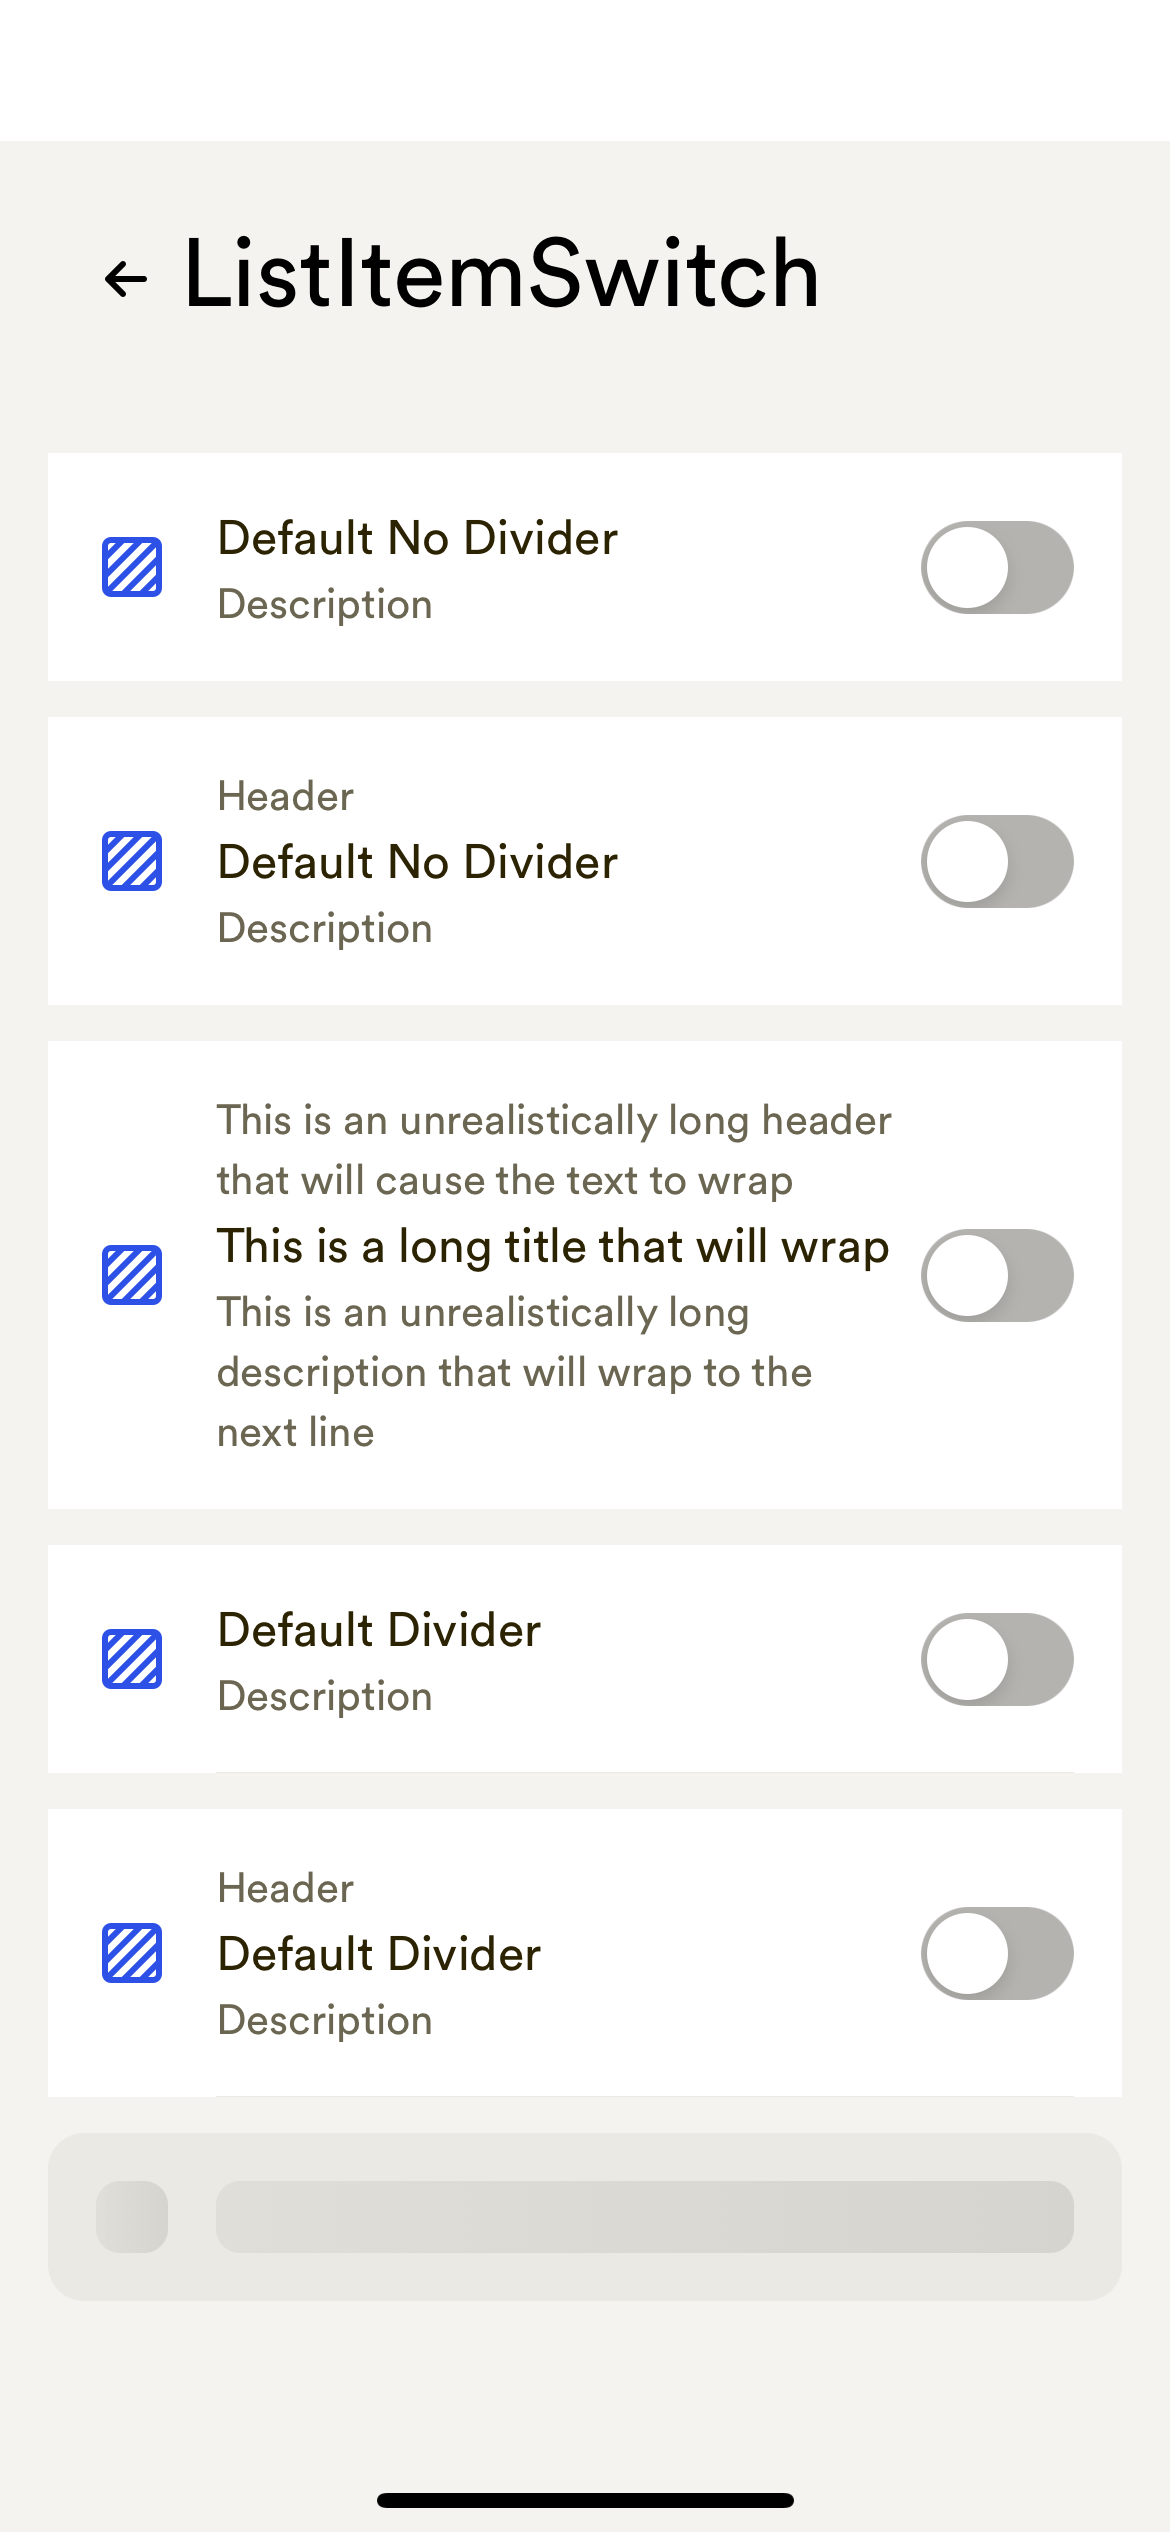 ListItemSwitch
Default No Divider
Description
Header
Default No Divider
Description
This is an unrealistically long header
that will cause the text to wrap
This is a long title that will wrap
This is an unrealistically long
description that will wrap to the
next line
Default Divider
Description
Header
Default Divider
Description